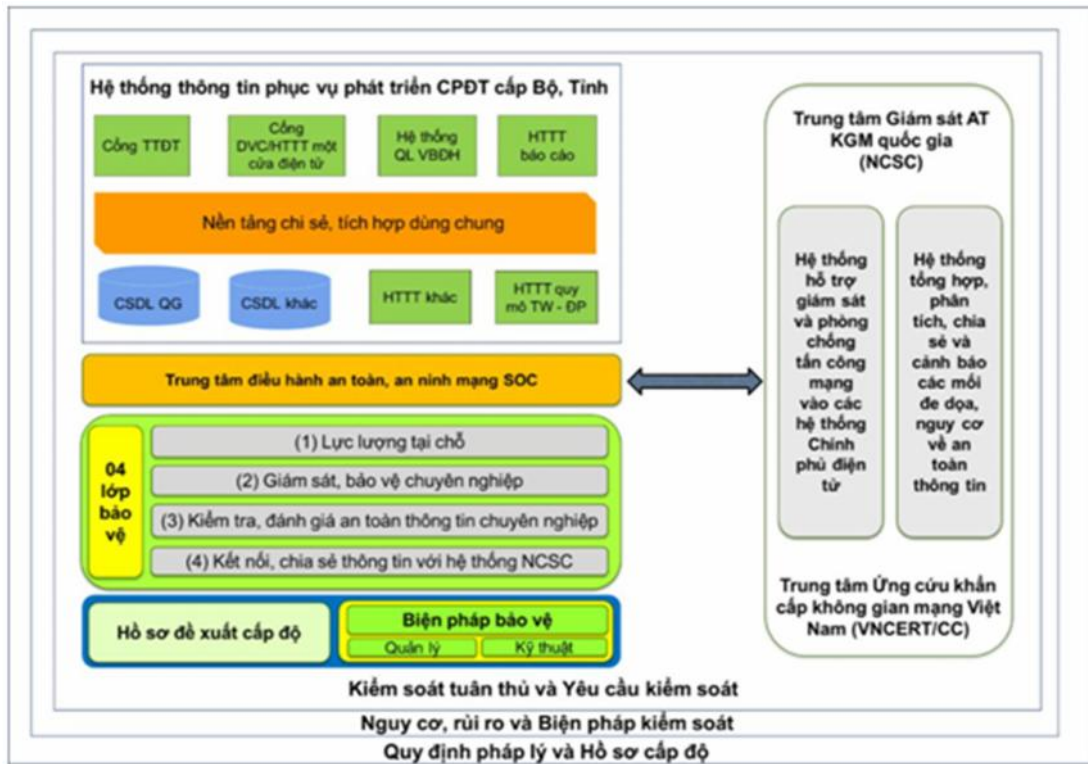 Hệ thống thông tin phục vụ phát triển CPĐT cấp Bộ, Tỉnh
Cổng TTĐT
Cổng
DVC/HTTT một
cửa điện tử
Hệ thống
QL VBĐH
HTTT
báo cáo
Nền tảng chi sẻ, tích hợp dùng chung
CSDL QG
CSDL khác
HTTT khác
HTTT quy
mô TW - ĐP
Trung tâm điều hành an toàn, an ninh mạng SOC
04
lớp
bảo
vệ
(1) Lực lượng tại chỗ
(2) Giám sát, bảo vệ chuyên nghiệp
(3) Kiểm tra, đánh giá an toàn thông tin chuyên nghiệp
(4) Kết nối, chia sẻ thông tin với hệ thống NCSC
Hồ sơ đề xuất cấp độ
Biện pháp bảo vệ
Quản lý
Kỹ thuật
Trung tâm Giám sát AT
KGM quốc gia
(NCSC)
Hệ thống
hỗ trợ
giám sát
và phòng
chống
tấn công
mạng
vào các
hệ thống
Chính
phủ điện
tử
Hệ thống
tổng hợp,
phân
tích, chia
sẻ và
cảnh báo
các mối
đe dọa,
nguy cơ
về an
toàn
thông tin
Trung tâm Ứng cứu khẩn
cấp không gian mạng Việt
Nam (VNCERT/CC)
Kiểm soát tuân thủ và Yêu cầu kiểm soát
Nguy cơ, rủi ro và Biện pháp kiểm soát
Quy định pháp lý và Hồ sơ cấp độ